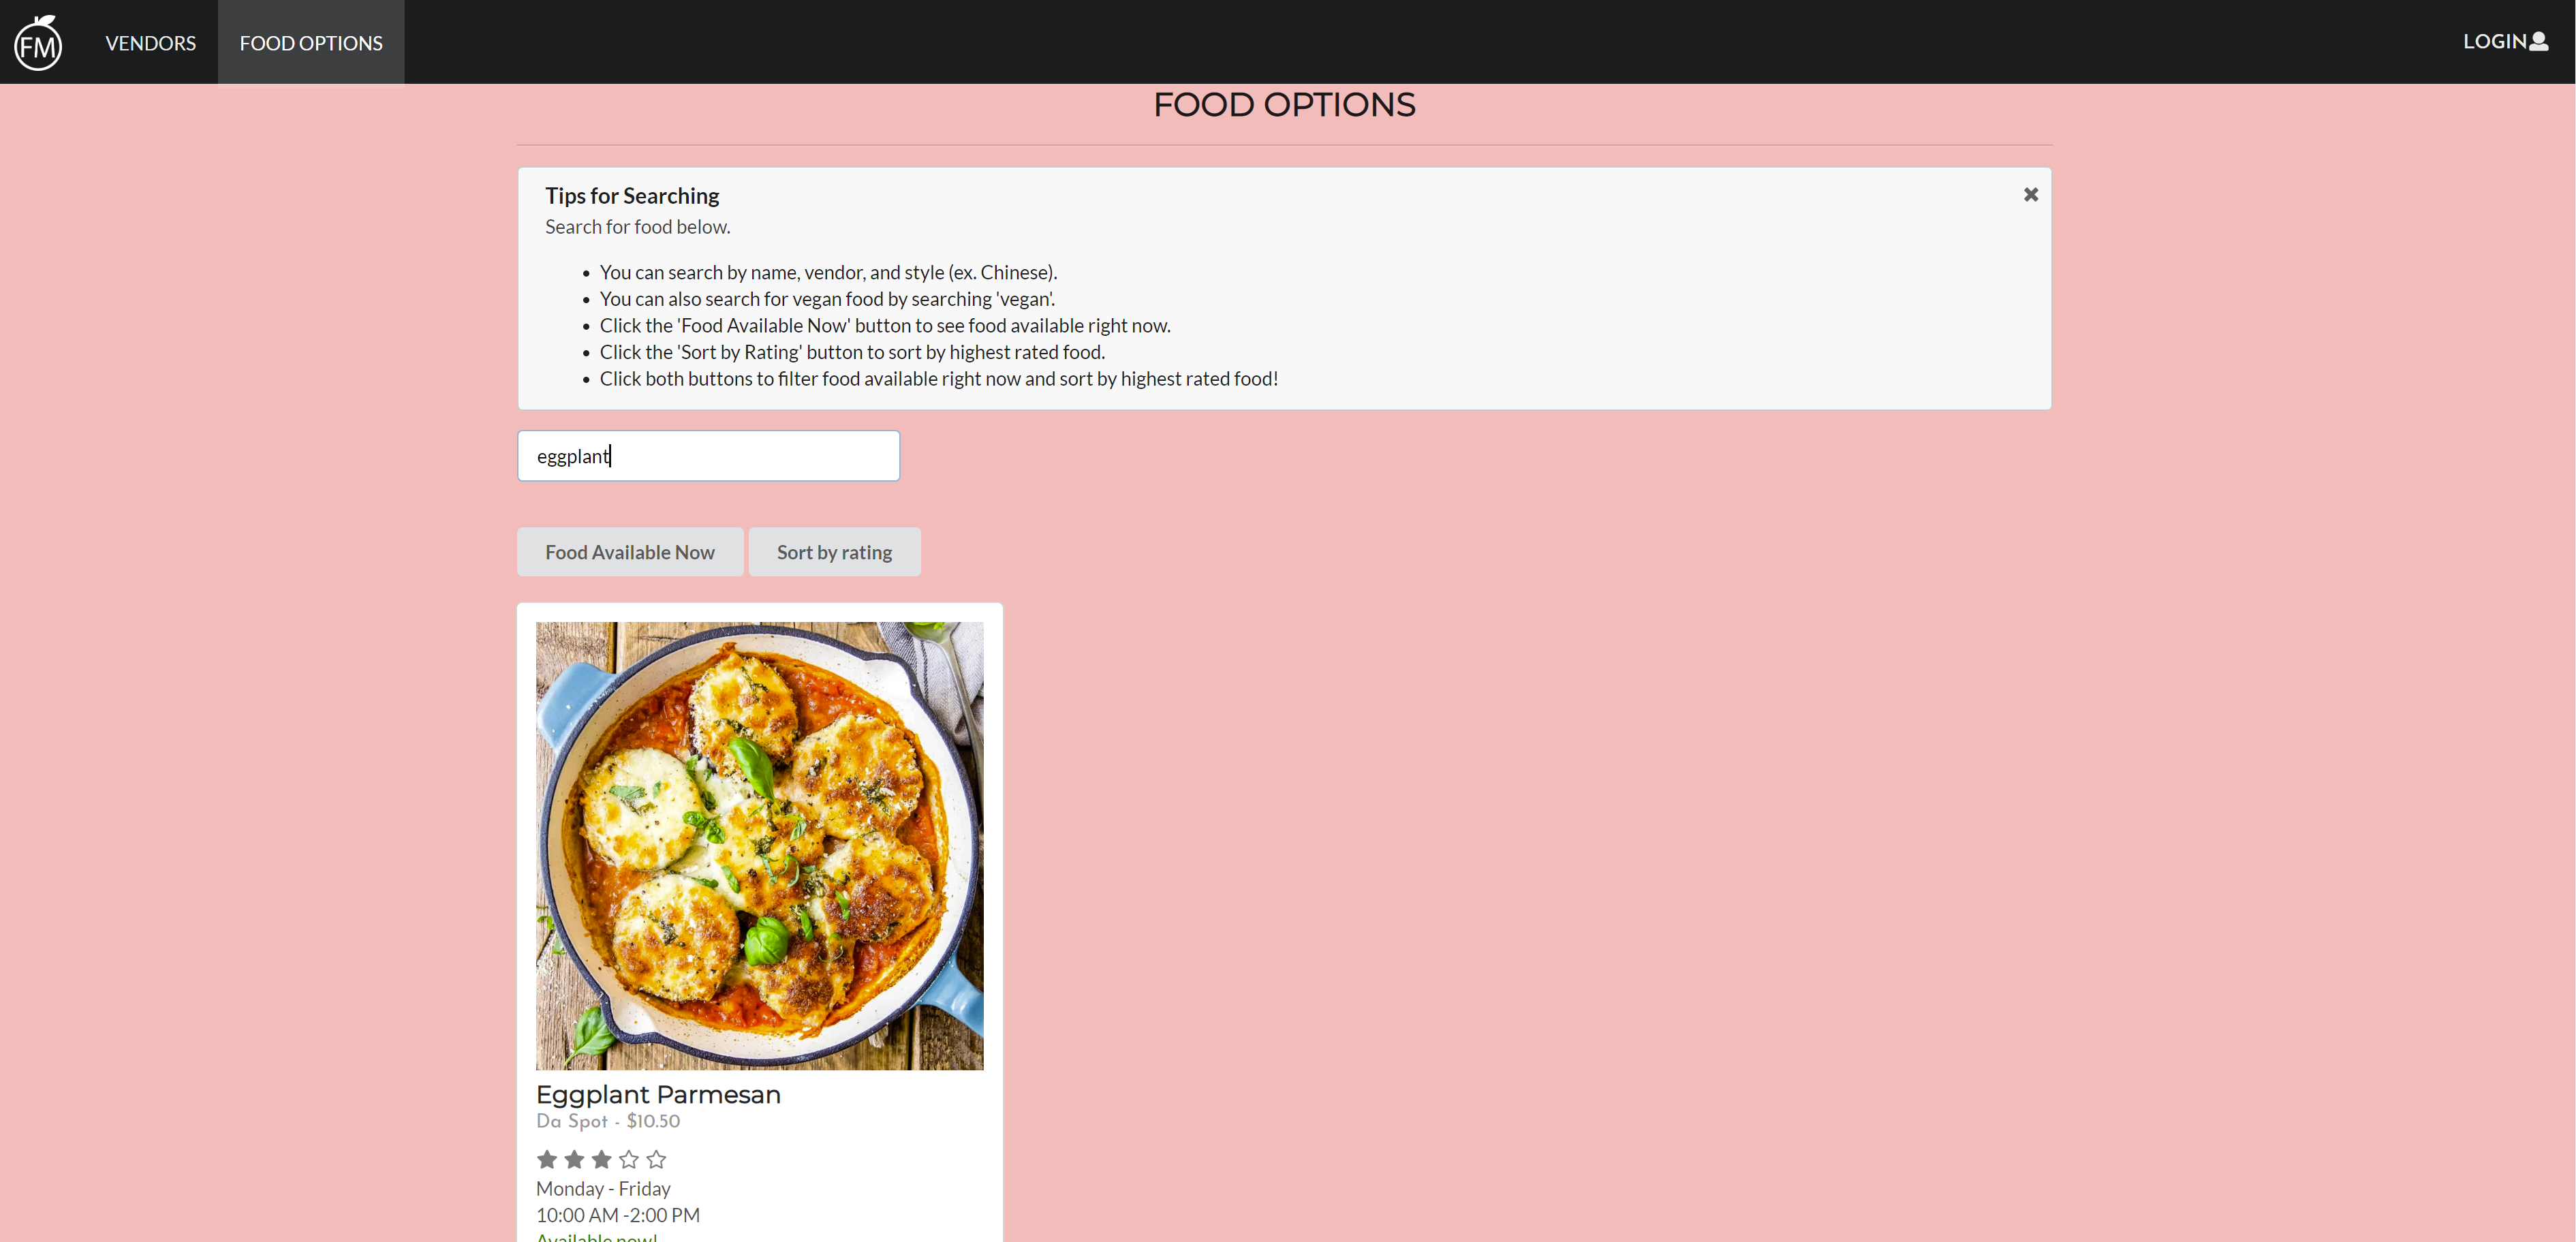 FM
VENDORS
FOOD OPTIONS
LOGIN
FOOD OPTIONS
Tips for Searching
Search for food below.
You can search by name, vendor, and style (ex. Chinese).
You can also search for vegan food by searching 'vegan'.
Click the 'Food Available Now' button to see food available right now.
Click the 'Sort by Rating' button to sort by highest rated food.
Click both buttons to filter food available right now and sort by highest rated food!
eggplant
Food Available Now
Sort by rating
Eggplant Parmesan
Da Spot - $10.50
Monday - Friday
10:00 AM -2:00 PM
Available now!